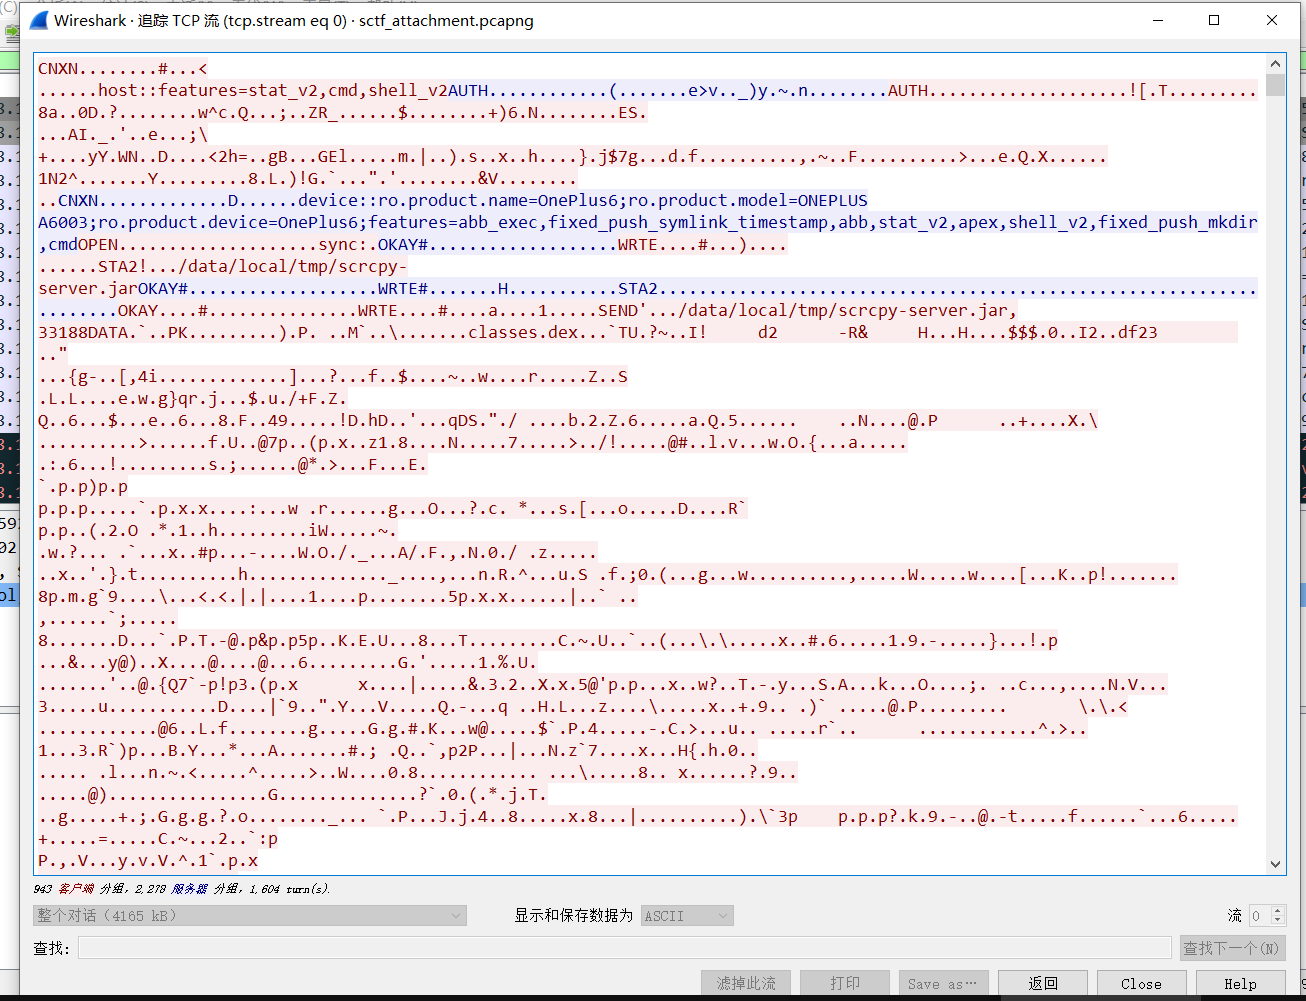 Wireshark · 追踪 TCP 流 (tcp.stream eq 0) · sctf_attachment.pcapng
CNXN........#...<
......host::features=stat_v2,cmd,shell_v2AUTH............(.......e>v.._)y.~.n........AUTH....................![.T.........
8a..0D.?........w^c.Q...;..ZR_......$........+)6.N........ES.
...AI._.'..e...;\
+....yY.WN..D....<2h=..gB...GEl.....m.|..).s..x..h....}.j$7g...d.f..........,.~..F..........>...e.Q.X......
1N2^.......Y.........8.L.)!G.`...".'........&V........
..CNXN............D......device::ro.product.name=OnePlus6;ro.product.model=ONEPLUS
A6003;ro.product.device=OnePlus6;features=abb_exec,fixed_push_symlink_timestamp,abb,stat_v2,apex,shell_v2,fixed_push_mkdir
,cmdOPEN....................sync:.OKAY#...................WRTE....#...)....
......STA2!.../data/local/tmp/scrcpy-
server.jarOKAY#...................WRTE#.......H...........STA2............................................................
........OKAY....#...............WRTE....#....a....1.....SEND'.../data/local/tmp/scrcpy-server.jar,
33188DATA.`..PK.........).P. ..M`..\.......classes.dex...`TU.?~..I! d2 -R& H...H....$$$.0..I2..df23
.."
...{g-..[,4i.............]...?...f..$....~..w....r.....Z..S
.L.L....e.w.g}qr.j...$.u./+F.Z.
Q..6...$...e..6...8.F..49.....!D.hD..'...qDS."./ ....b.2.Z.6.....a.Q.5...... ..N....@.P ..+....X.\
..........>......f.U..@7p..(p.x..z1.8....N.....7.....>../!.....@#..l.v...w.O.{...a.....
.:.6...!.........s.;......@*.>...F...E.
`.p.p)p.p
p.p.p.....`.p.x.x....:...w .r......g...O...?.c. *...s.[...o.....D....R`
p.p..(.2.O .*.1..h.........iW.....~.
.w.?... .`...x..#p...-....W.O./._...A/.F.,.N.0./ .z.....
..x..'.}.t..........h.............._....,...n.R.^...u.S .f.;0.(...g...w..........,.....W.....w....[...K..p!.......
8p.m.g`9....\...<.<.|.|....1....p........5p.x.x......|..` ..
,......`;.....
8.......D...`.P.T.-@.p&p.p5p..K.E.U...8...T.........C.~.U..`..(...\.\.....x..#.6.....1.9.-.....}...!.p
...&...y@)..X....@....@...6.........G.'.....1.%.U.
.......'..@.{Q7`-p!p3.(p.x x....|.....&.3.2..X.x.5@'p.p...x..w?..T.-.y...S.A...k...O....;. ..c...,....N.V...
3.....u...........D....|`9..".Y...V.....Q.-...q ..H.L...z....\.....x..+.9.. .)` .....@.P......... \.\.<
............@6..L.f........g.....G.g.#.K...w@.....$`.P.4.....-.C.>...u.. .....r`.. ............^.>..
1...3.R`)p...B.Y...*...A.......#.; .Q..`,p2P...|...N.z`7....x...H{.h.0..
..... .l...n.~.<.....^.....>..W....0.8............ ...\.....8.. x......?.9..
.....@)................G..............?`.0.(.*.j.T.
..g.....+.;.G.g.g.?.o........_... `.P...J.j.4..8.....x.8...|..........).\`3p p.p.p?.k.9.-..@.-t.....f......`...6.....
+.....=.....C.~...2..`:p
P.,.V...y.v.V.^.1`.p.x
943 客户端 分组, 2,278 服务器 分组, 1,604 turn(s).
整个对话 (4165 kB)
显示和保存数据为 ASCII
流 0
查找:
查找下一个(N)
滤掉此流
打印
Save as…
返回
Close
Help